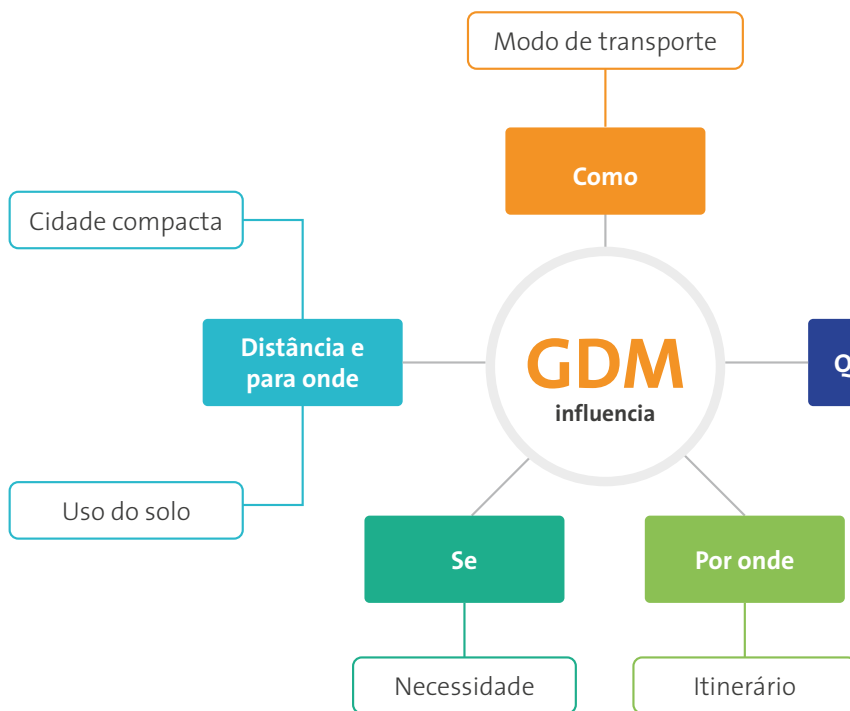 Modo de transporte
Como
Cidade compacta
Distância e
para onde
GDM
influencia
Uso do solo
Se
Por onde
Necessidade
Itinerário